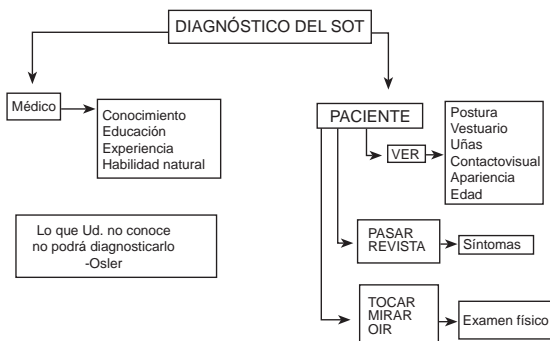 DIAGNÓSTICO DEL SOT
Médico
Conocimiento
Educación
Experiencia
Habilidad natural
Lo que Ud. no conoce
no podrá diagnosticarlo
-Osler
PACIENTE
VER
Postura
Vestuario
Uñas
Contactovisual
Apariencia
Edad
PASAR
REVISTA
Síntomas
TOCAR
MIRAR
OIR
Examen físico